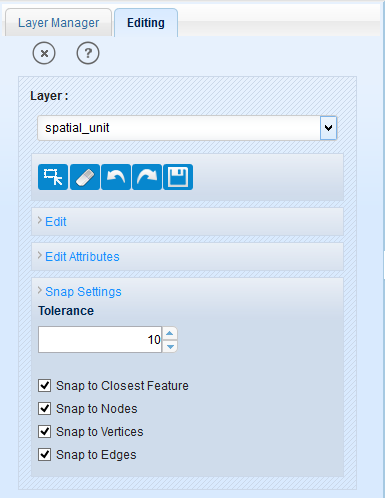 Layer Manager
Editing
?
Layer :
spatial_unit
Edit
Edit Attributes
Snap Settings
Tolerance
10
Snap to Closest Feature
Snap to Nodes
Snap to Vertices
Snap to Edges